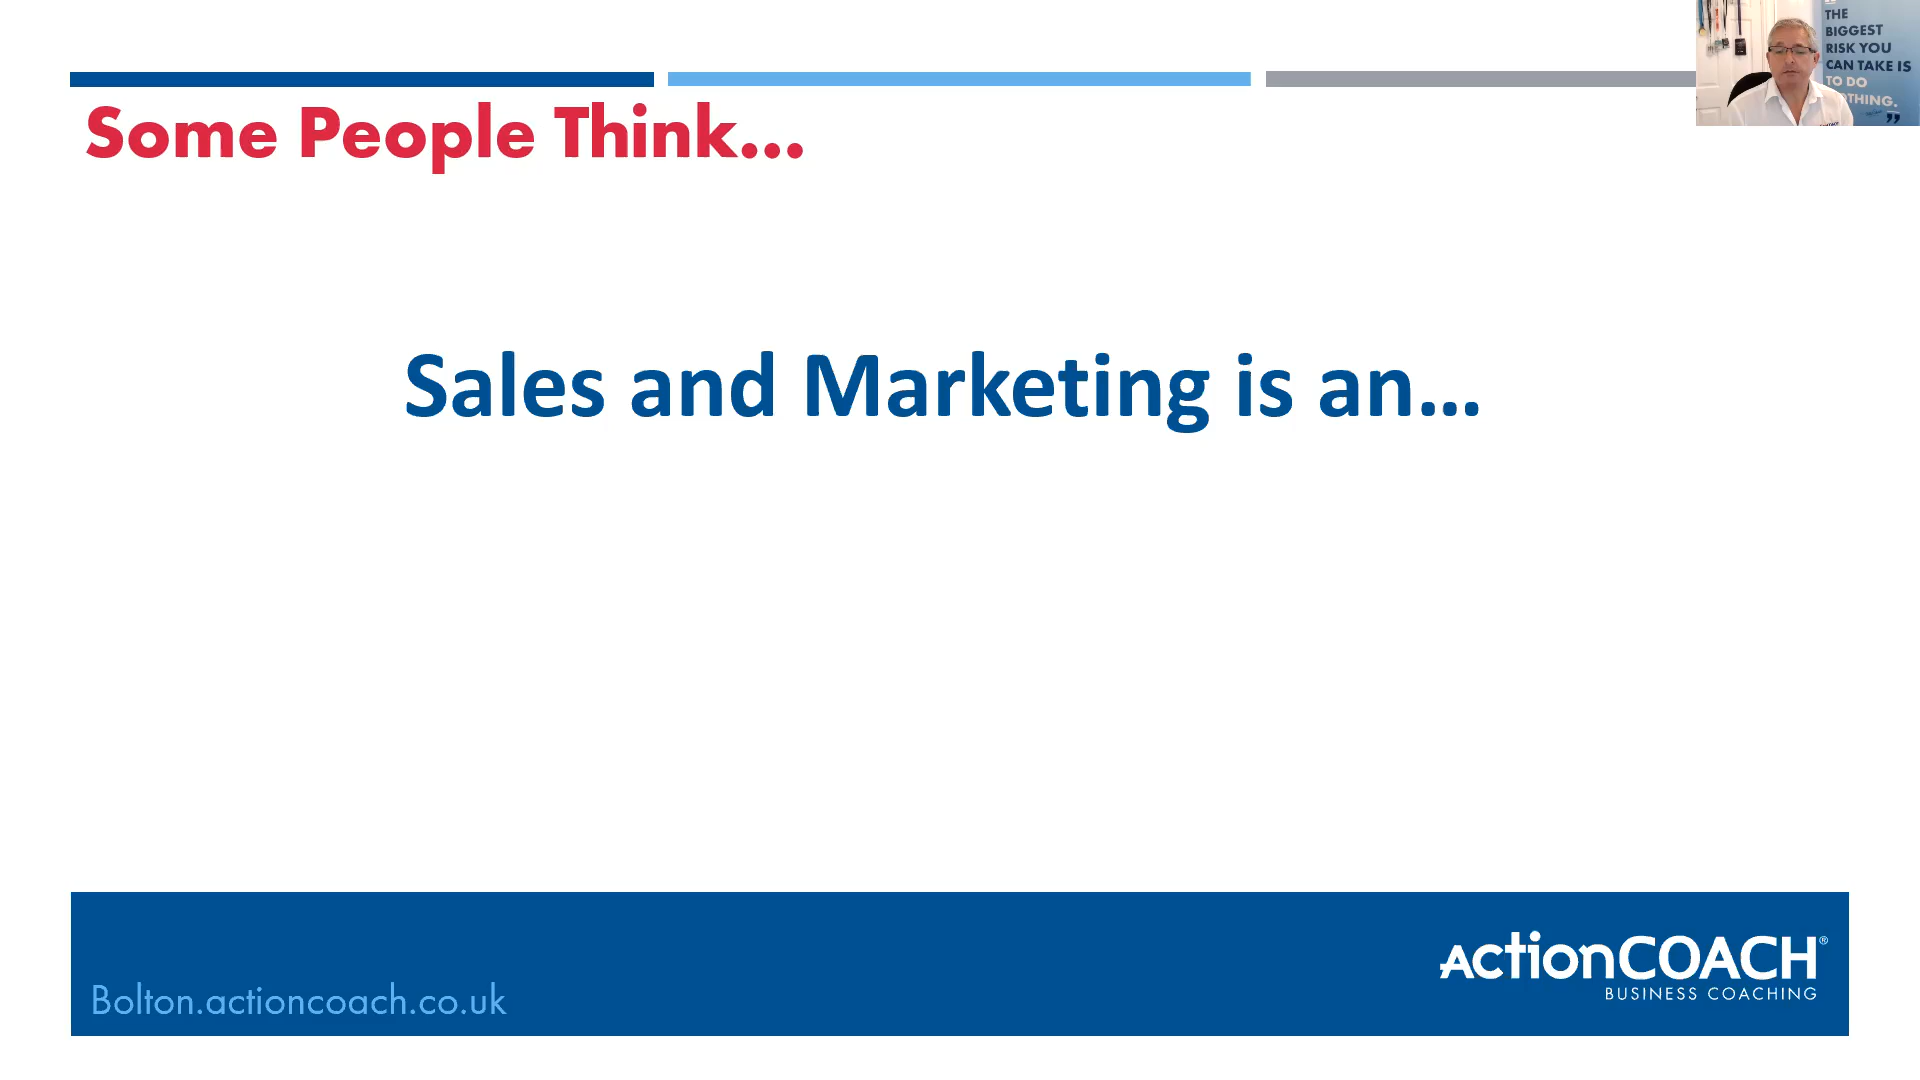 Some People Think...
THE
BIGGEST
RISK YOU
CAN TAKE IS
TO DO
THING.
Sales and Marketing is an...
Bolton.actioncoach.co.uk
actionCOACH®
BUSINESS COACHING